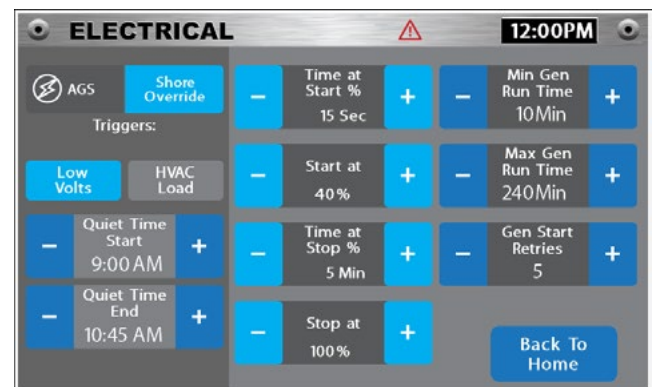 ELECTRICAL
12:00PM
AGS
Shore
Override
Triggers:
Low
Volts
HVAC
Load
-
Quiet Time
Start
9:00 AM
+
-
Quiet Time
End
10:45 AM
+
-
Time at
Start %
15 Sec
+
-
Start at
40%
+
-
Time at
Stop %
5 Min
+
-
Stop at
100%
+
-
Min Gen
Run Time
10Min
+
-
Max Gen
Run Time
240Min
+
-
Gen Start
Retries
5
+
Back To
Home